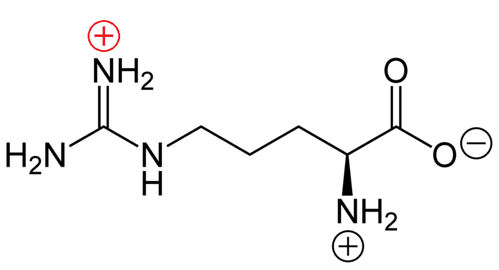 ⊕
NH₂
O
H₂N
N
H
O ⊖
NH₂
⊕